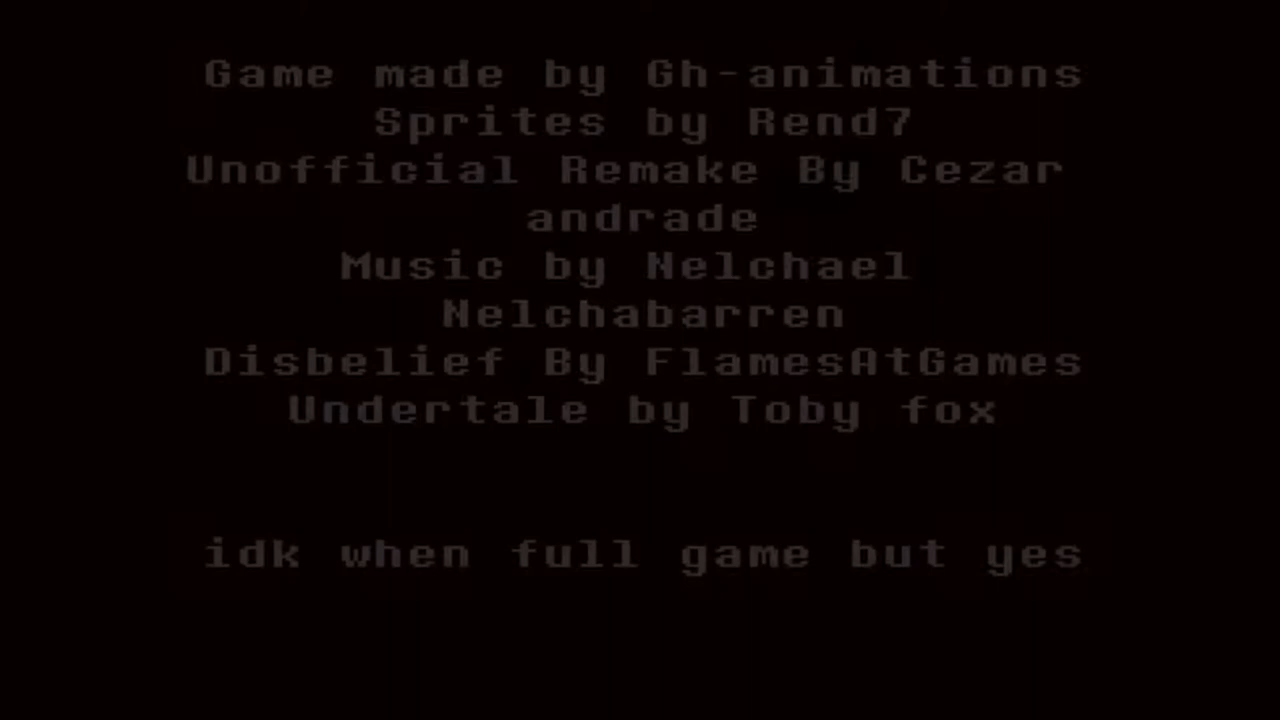 Game made by Gh-animations
Sprites by Rend7
Unofficial Remake By Cezar
andrade
Music by Nelchael
Nelchabarren
Disbelief By FlamesAtGames
Undertale by Toby fox
idk when full game but yes